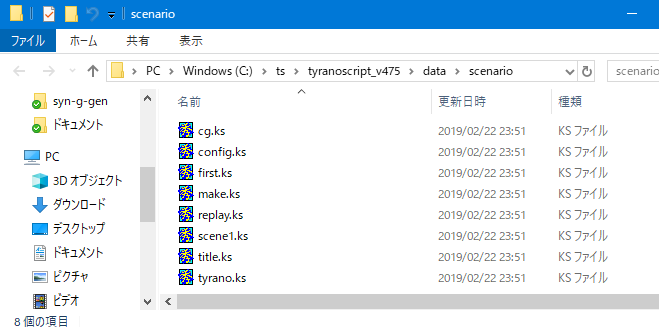 scenario
ファイル ホーム 共有 表示
PC Windows (C:) ts tyranoscript_v475 data scenario scenario
名前 更新日時 種類
syn-g-gen
ドキュメント
PC
3D オブジェクト
ダウンロード
デスクトップ
ドキュメント
ピクチャ
ビデオ
cg.ks 2019/02/22 23:51 KS ファイル
config.ks 2019/02/22 23:51 KS ファイル
first.ks 2019/02/22 23:51 KS ファイル
make.ks 2019/02/22 23:51 KS ファイル
replay.ks 2019/02/22 23:51 KS ファイル
scene1.ks 2019/02/22 23:51 KS ファイル
title.ks 2019/02/22 23:51 KS ファイル
tyrano.ks 2019/02/22 23:51 KS ファイル
8 個の項目